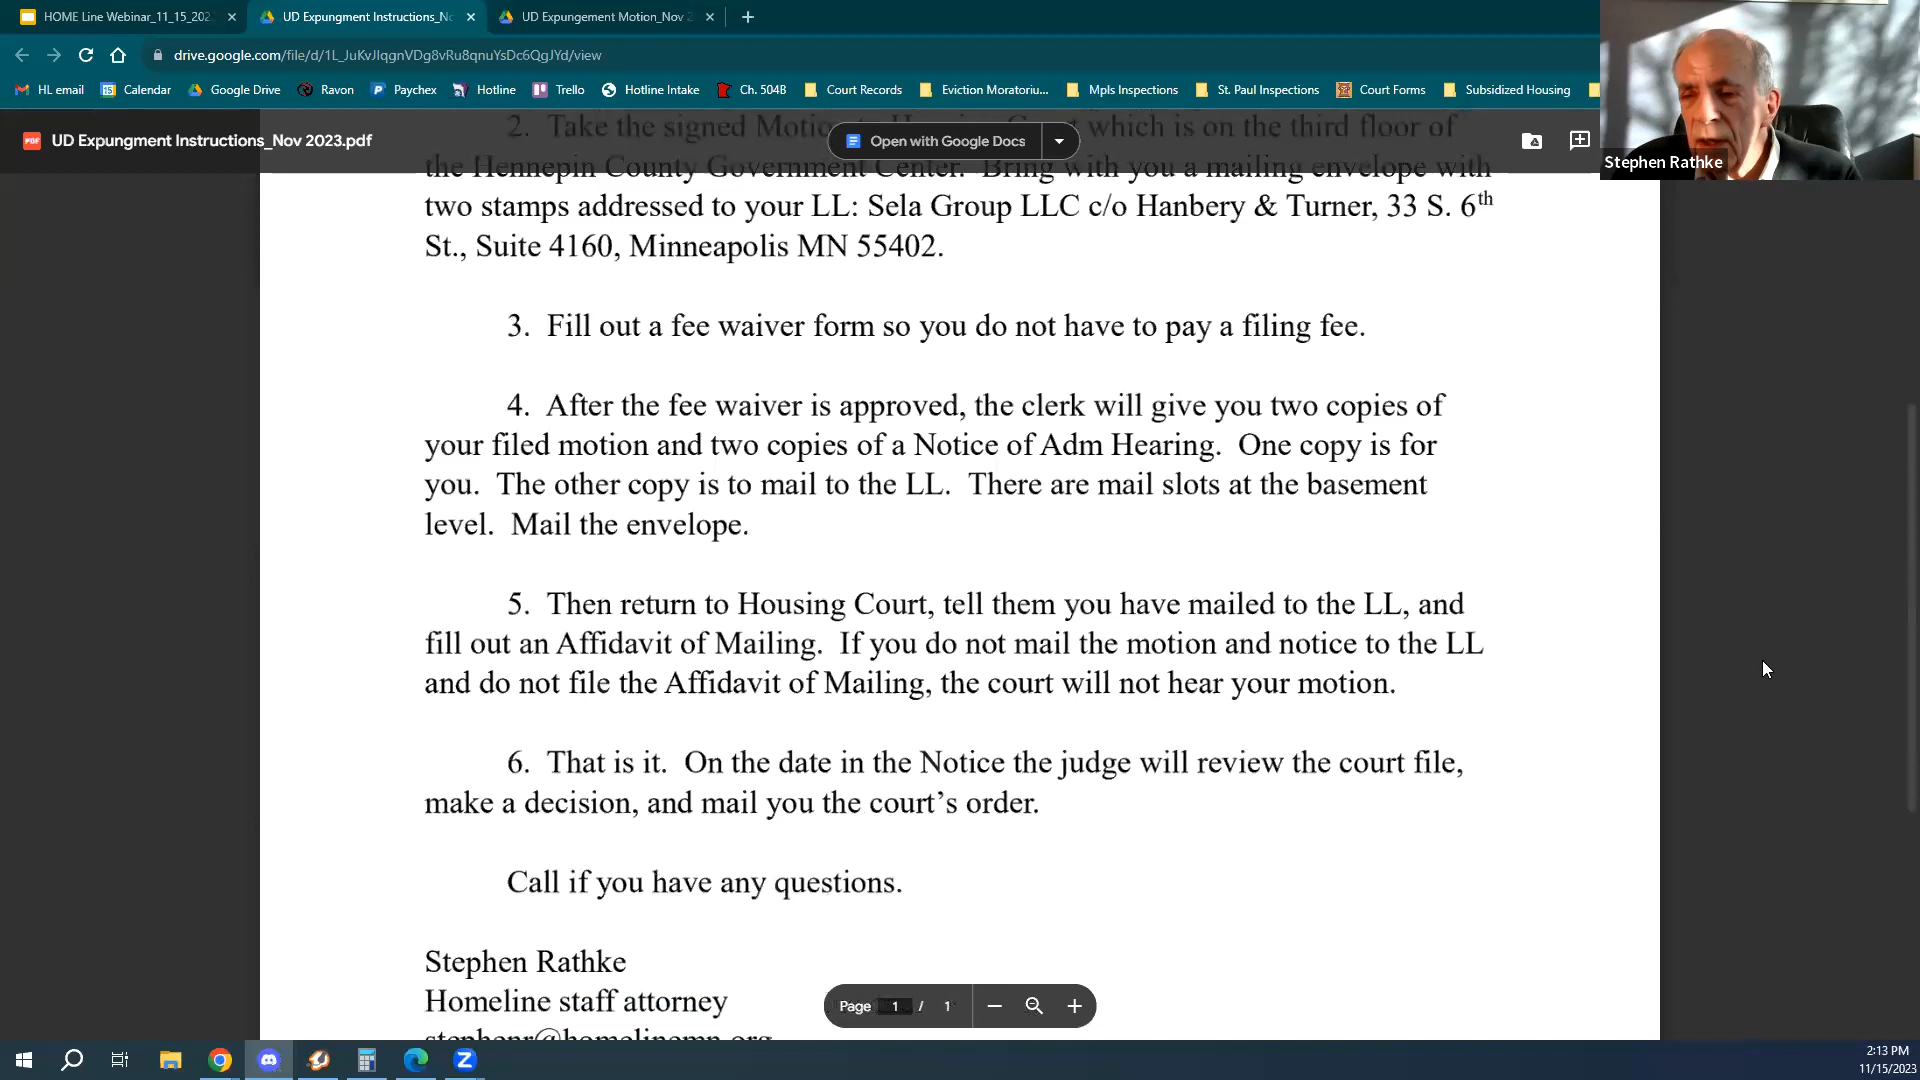 HOME Line Webinar_11_15_202
UD Expungment Instructions_No
UD Expungement Motion_Nov 2
drive.google.com/file/d/1L_JuKvJIqgnVDg8vRu8qnuYsDc6QgJYd/view
HL email
Calendar
Google Drive
Ravon
Paychex
Hotline
Trello
Hotline Intake
Ch. 504B
Court Records
Eviction Moratoriu...
Mpls Inspections
St. Paul Inspections
Court Forms
Subsidized Housing
PDF
UD Expungment Instructions_Nov 2023.pdf
Open with Google Docs
Stephen Rathke
2. Take the signed Motion to Housing Court which is on the third floor of
the Hennepin County Government Center. Bring with you a mailing envelope with
two stamps addressed to your LL: Sela Group LLC c/o Hanbery & Turner, 33 S. 6th
St., Suite 4160, Minneapolis MN 55402.
3. Fill out a fee waiver form so you do not have to pay a filing fee.
4. After the fee waiver is approved, the clerk will give you two copies of
your filed motion and two copies of a Notice of Adm Hearing. One copy is for
you. The other copy is to mail to the LL. There are mail slots at the basement
level. Mail the envelope.
5. Then return to Housing Court, tell them you have mailed to the LL, and
fill out an Affidavit of Mailing. If you do not mail the motion and notice to the LL
and do not file the Affidavit of Mailing, the court will not hear your motion.
6. That is it. On the date in the Notice the judge will review the court file,
make a decision, and mail you the court's order.
Call if you have any questions.
Stephen Rathke
Homeline staff attorney
stephenr@homelinemn.org
Page 1 / 1
2:13 PM
11/15/2023